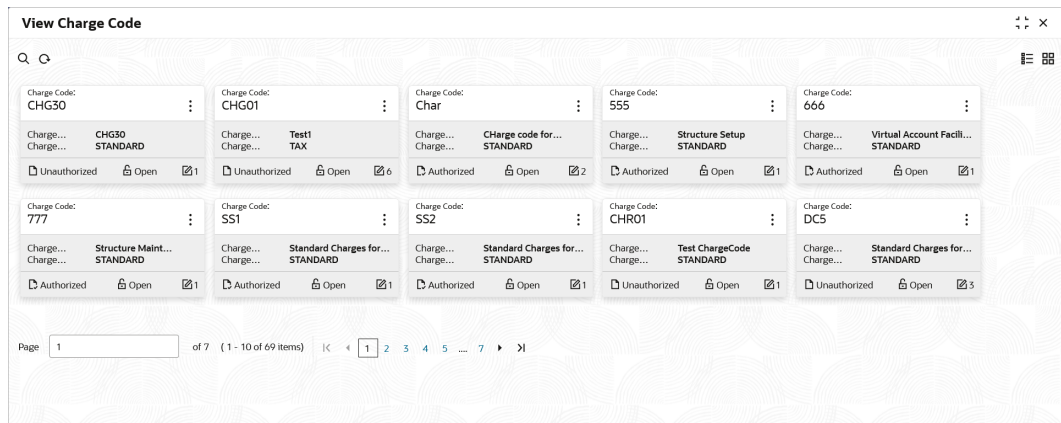 View Charge Code
Charge Code: Charge Code: Charge Code: Charge Code: Charge Code:
CHG30 CHG01 Char 555 666
Charge... CHG30 Charge... Test1 Charge... CHarge code for... Charge... Structure Setup Charge... Virtual Account Facili...
Charge... STANDARD Charge... TAX Charge... STANDARD Charge... STANDARD Charge... STANDARD
Unauthorized Open 1 Unauthorized Open 6 Authorized Open 2 Authorized Open 1 Authorized Open 1
Charge Code: Charge Code: Charge Code: Charge Code: Charge Code:
777 SS1 SS2 CHR01 DC5
Charge... Structure Maint... Charge... Standard Charges for... Charge... Standard Charges for... Charge... Test ChargeCode Charge... Standard Charges for...
Charge... STANDARD Charge... STANDARD Charge... STANDARD Charge... STANDARD Charge... STANDARD
Authorized Open 1 Authorized Open 1 Authorized Open 1 Unauthorized Open 1 Unauthorized Open 3
Page 1 of 7 ( 1 - 10 of 69 items) 1 2 3 4 5 .... 7